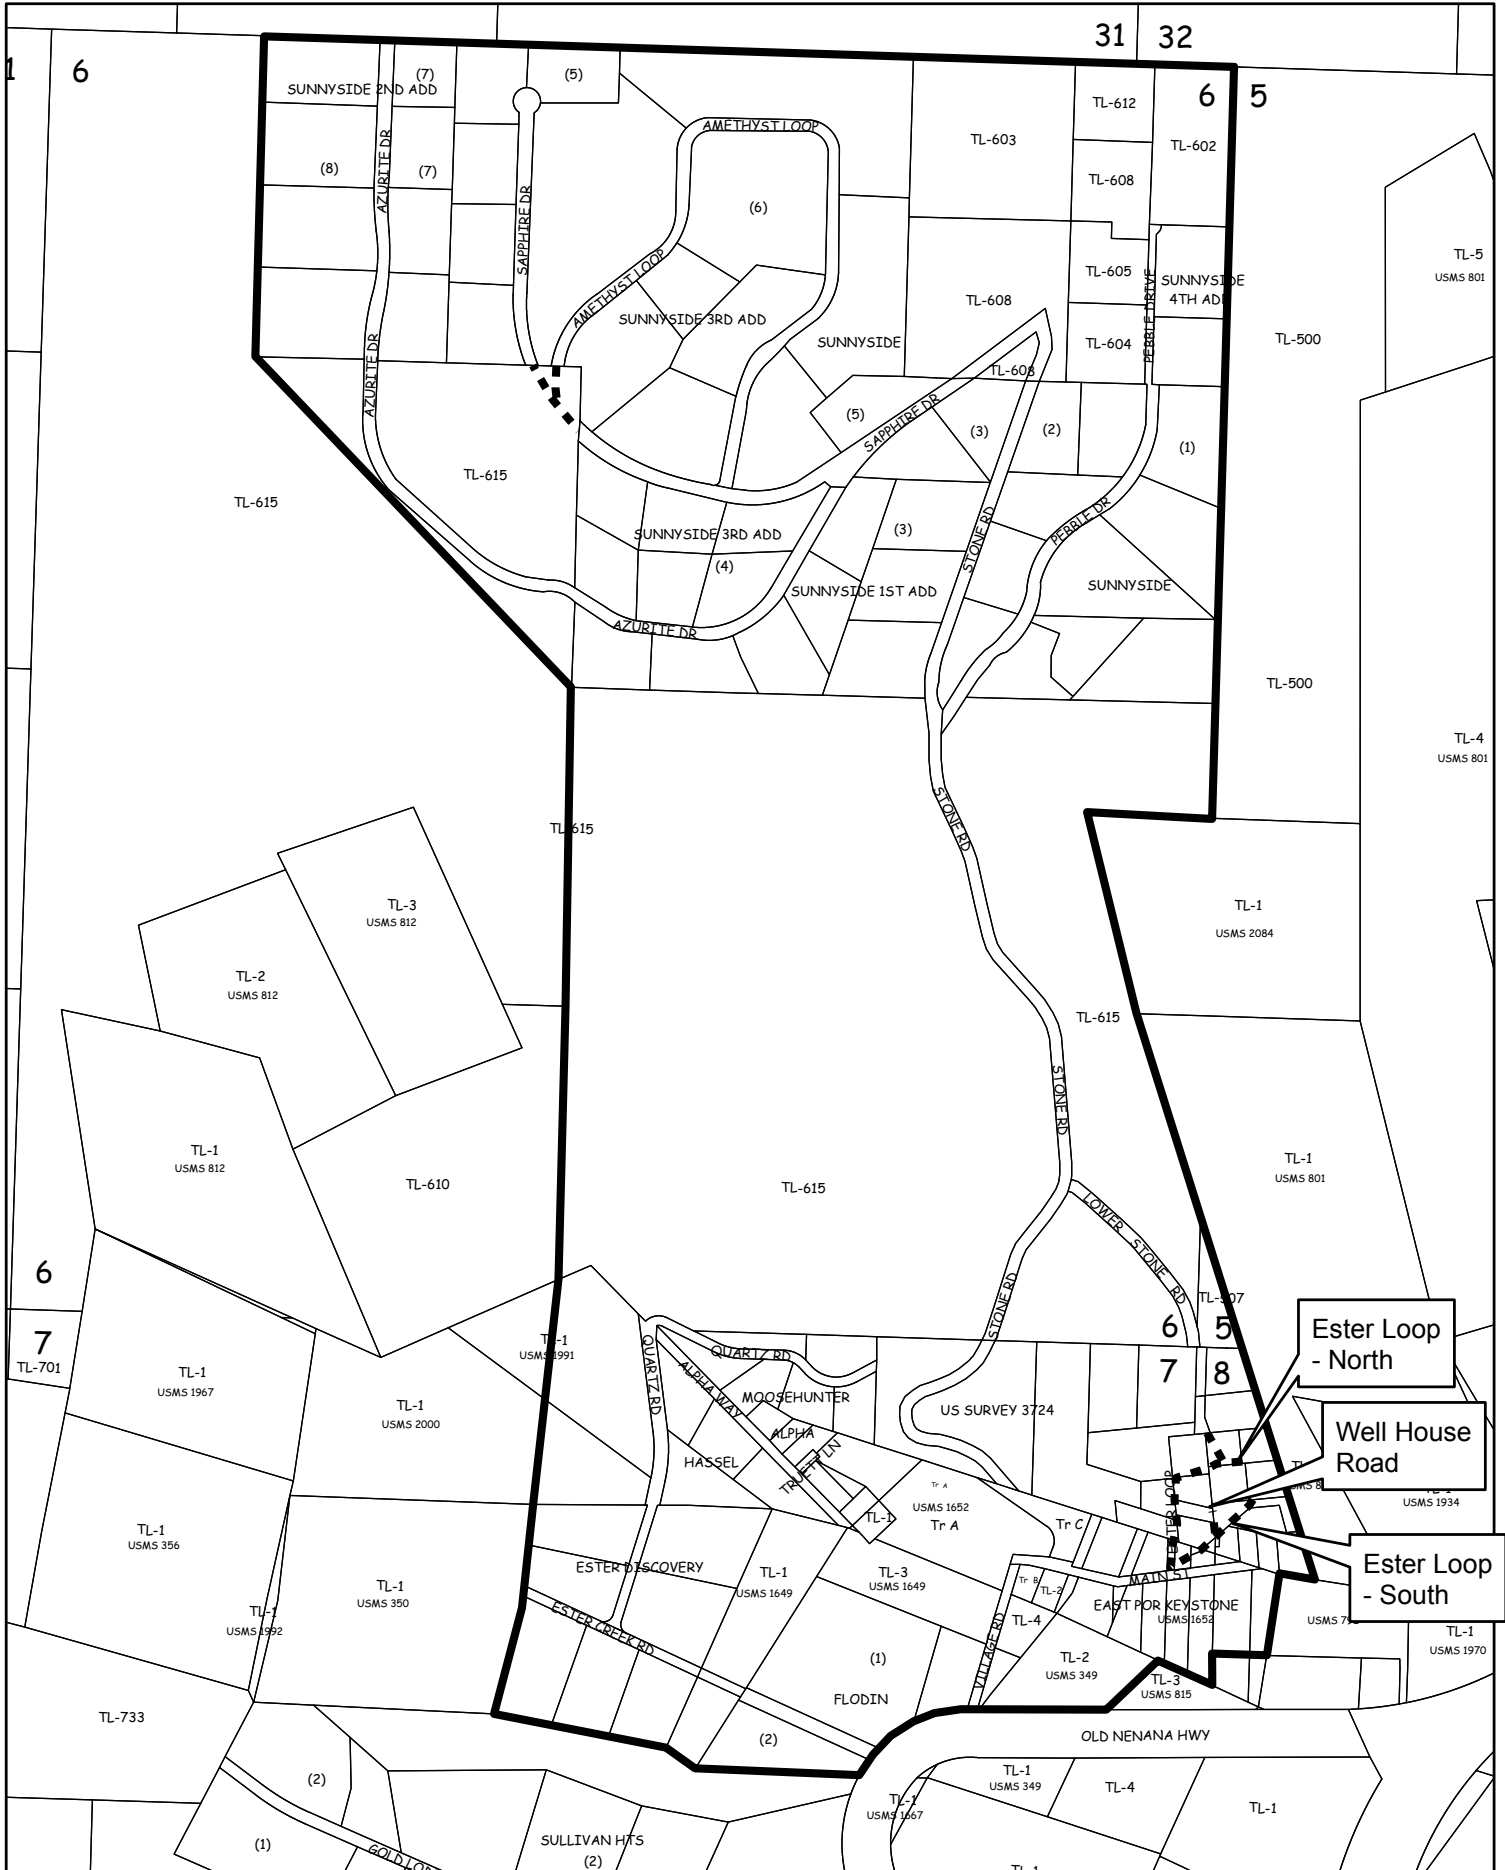 31
32
1
6
6
5
(7)
(5)
SUNNYSIDE 2ND ADD
TL-612
AMETHYST LOOP
TL-603
TL-602
AZURITE DR
(8)
(7)
TL-608
SAPPHIRE DR
(6)
TL-5
USMS 801
AMETHYST LOOP
TL-605
PEBBLE DRIVE
SUNNYSIDE
4TH ADD
TL-608
SUNNYSIDE 3RD ADD
SUNNYSIDE
TL-604
TL-500
AZURITE DR
TL-608
(5)
SAPPHIRE DR
(3)
(2)
(1)
TL-615
TL-615
SUNNYSIDE 3RD ADD
(3)
STONE RD
PEBBLE DR
(4)
SUNNYSIDE 1ST ADD
SUNNYSIDE
AZURITE DR
TL-500
TL-4
USMS 801
TL-615
STONE RD
TL-3
USMS 812
TL-1
USMS 2084
TL-2
USMS 812
TL-615
STONE RD
TL-1
USMS 812
TL-610
TL-615
TL-1
USMS 801
LOWER STONE RD
6
STONE RD
TL-507
6
5
Ester Loop
- North
7
TL-701
TL-1
USMS 1991
QUARTZ RD
QUARTZ RD
7
8
TL-1
USMS 1967
ALPHA WAY
MOOSEHUNTER
US SURVEY 3724
TL-1
USMS 2000
ALPHA
Well House
Road
HASSEL
TRUETT LN
Tr A
USMS 1652
Tr A
TL-1
Tr C
ESTER LOOP
USMS 1934
TL-1
USMS 356
ESTER DISCOVERY
TL-1
USMS 1649
TL-3
USMS 1649
Tr B
TL-2
MAIN ST
Ester Loop
- South
TL-1
USMS 350
TL-1
USMS 1992
ESTER CREEK RD
VILLAGE RD
TL-4
EAST POR KEYSTONE
USMS 1652
TL-1
USMS 1970
(1)
FLODIN
TL-2
USMS 349
TL-3
USMS 815
TL-733
(2)
OLD NENANA HWY
(2)
TL-1
USMS 349
TL-4
TL-1
TL-1
USMS 1667
(1)
SULLIVAN HTS
(2)